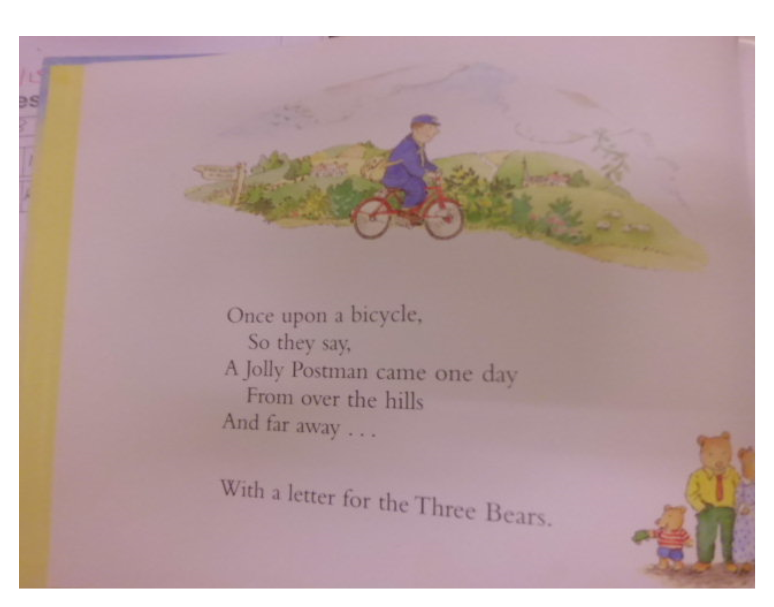 es
Once upon a bicycle,
So they say,
A Jolly Postman came one day
From over the hills
And far away . . .
With a letter for the Three Bears.